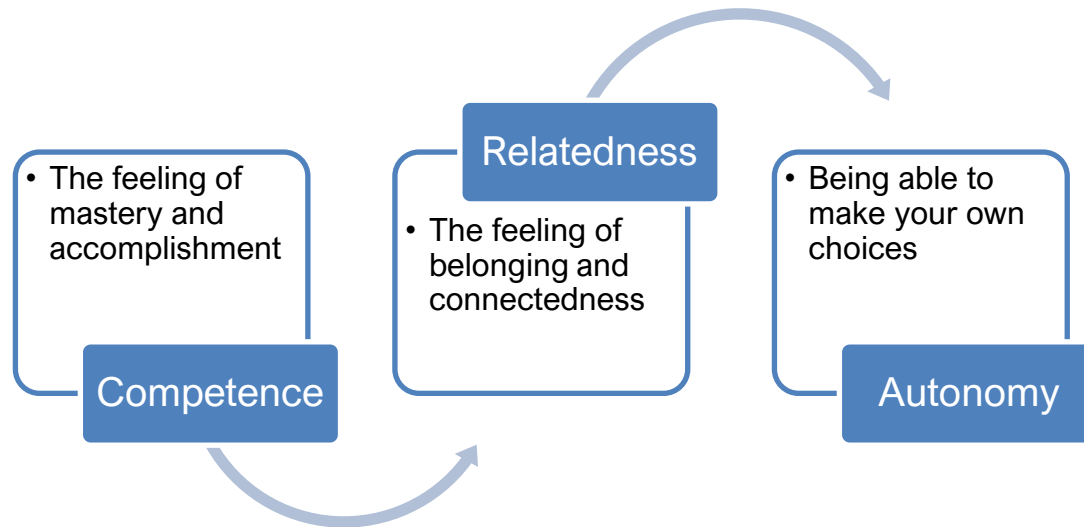 • The feeling of
mastery and
accomplishment
Competence
Relatedness
• The feeling of
belonging and
connectedness
• Being able to
make your own
choices
Autonomy